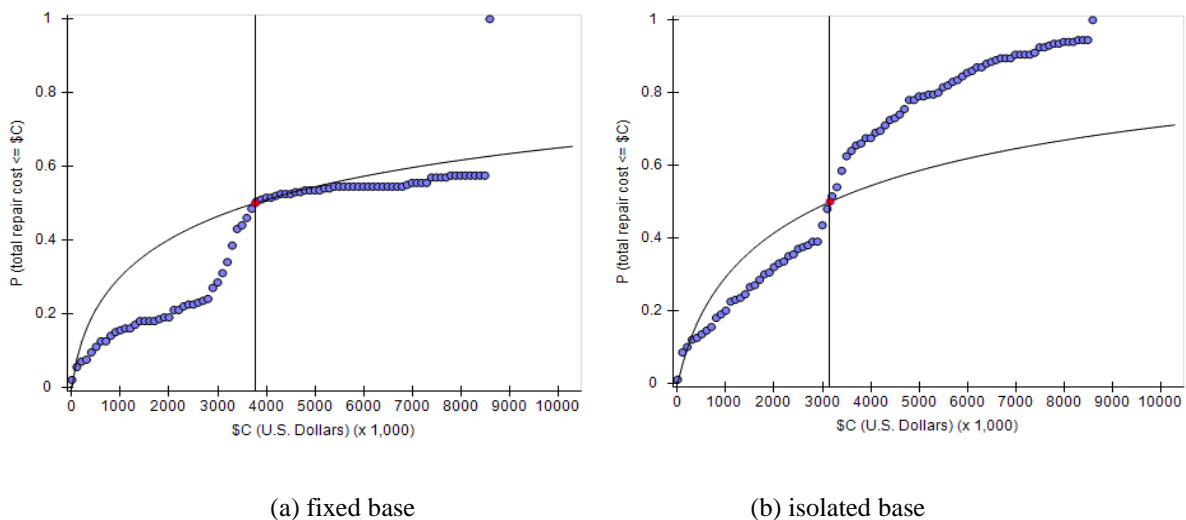 1
0.8
0.6
0.4
0.2
0
P (total repair cost <= $C)
0 1000 2000 3000 4000 5000 6000 7000 8000 9000 10000
$C (U.S. Dollars) (x 1,000)
(a) fixed base
1
0.8
0.6
0.4
0.2
0
P (total repair cost <= $C)
0 1000 2000 3000 4000 5000 6000 7000 8000 9000 10000
$C (U.S. Dollars) (x 1,000)
(b) isolated base